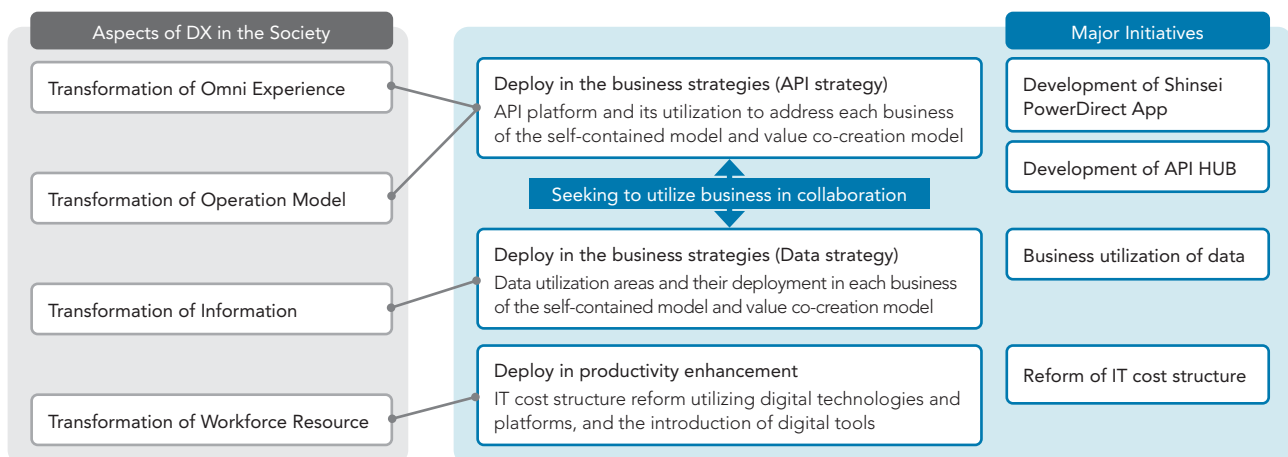 Aspects of DX in the Society
Transformation of Omni Experience
Transformation of Operation Model
Transformation of Information
Transformation of Workforce Resource
Deploy in the business strategies (API strategy)
API platform and its utilization to address each business
of the self-contained model and value co-creation model
Seeking to utilize business in collaboration
Deploy in the business strategies (Data strategy)
Data utilization areas and their deployment in each business
of the self-contained model and value co-creation model
Deploy in productivity enhancement
IT cost structure reform utilizing digital technologies and
platforms, and the introduction of digital tools
Major Initiatives
Development of Shinsei
PowerDirect App
Development of API HUB
Business utilization of data
Reform of IT cost structure